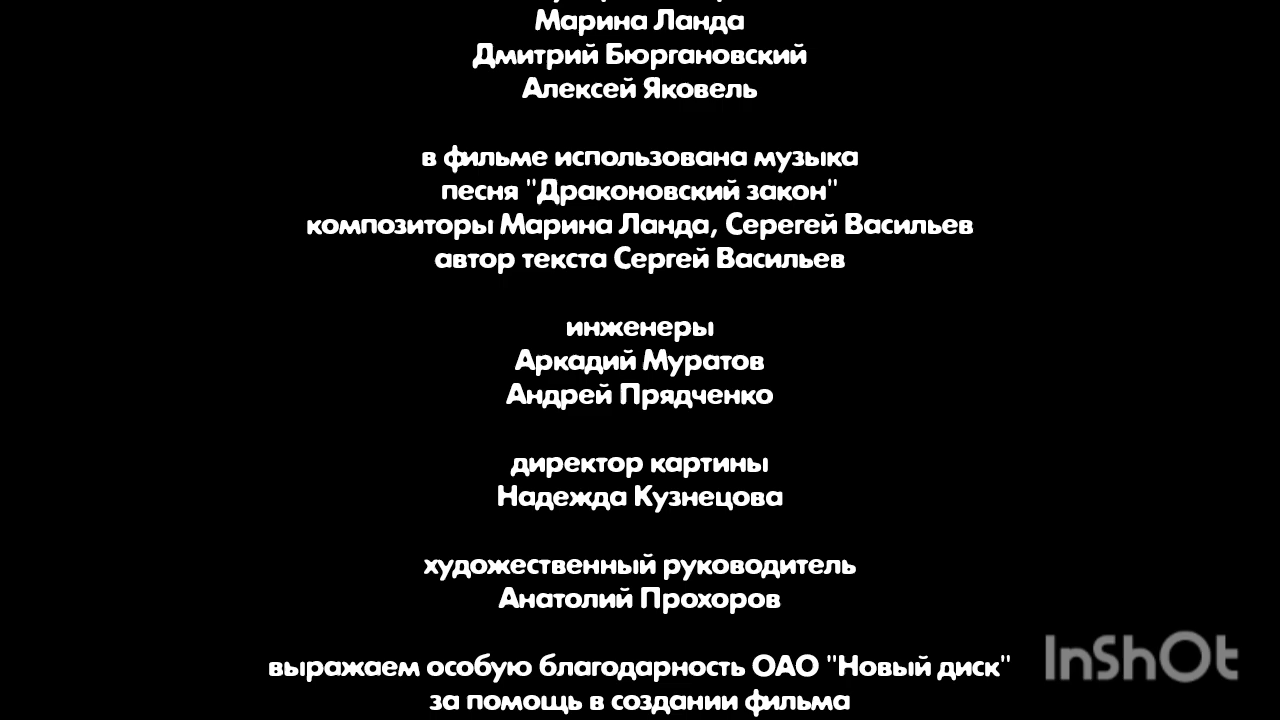 Марина Ланда
Дмитрий Бюргановский
Алексей Яковель
в фильме использована музыка
песня "Драконовский закон"
композиторы Марина Ланда, Серегей Васильев
автор текста Сергей Васильев
инженеры
Аркадий Муратов
Андрей Прядченко
директор картины
Надежда Кузнецова
художественный руководитель
Анатолий Прохоров
выражаем особую благодарность ОАО "Новый диск"
за помощь в создании фильма
InShOt